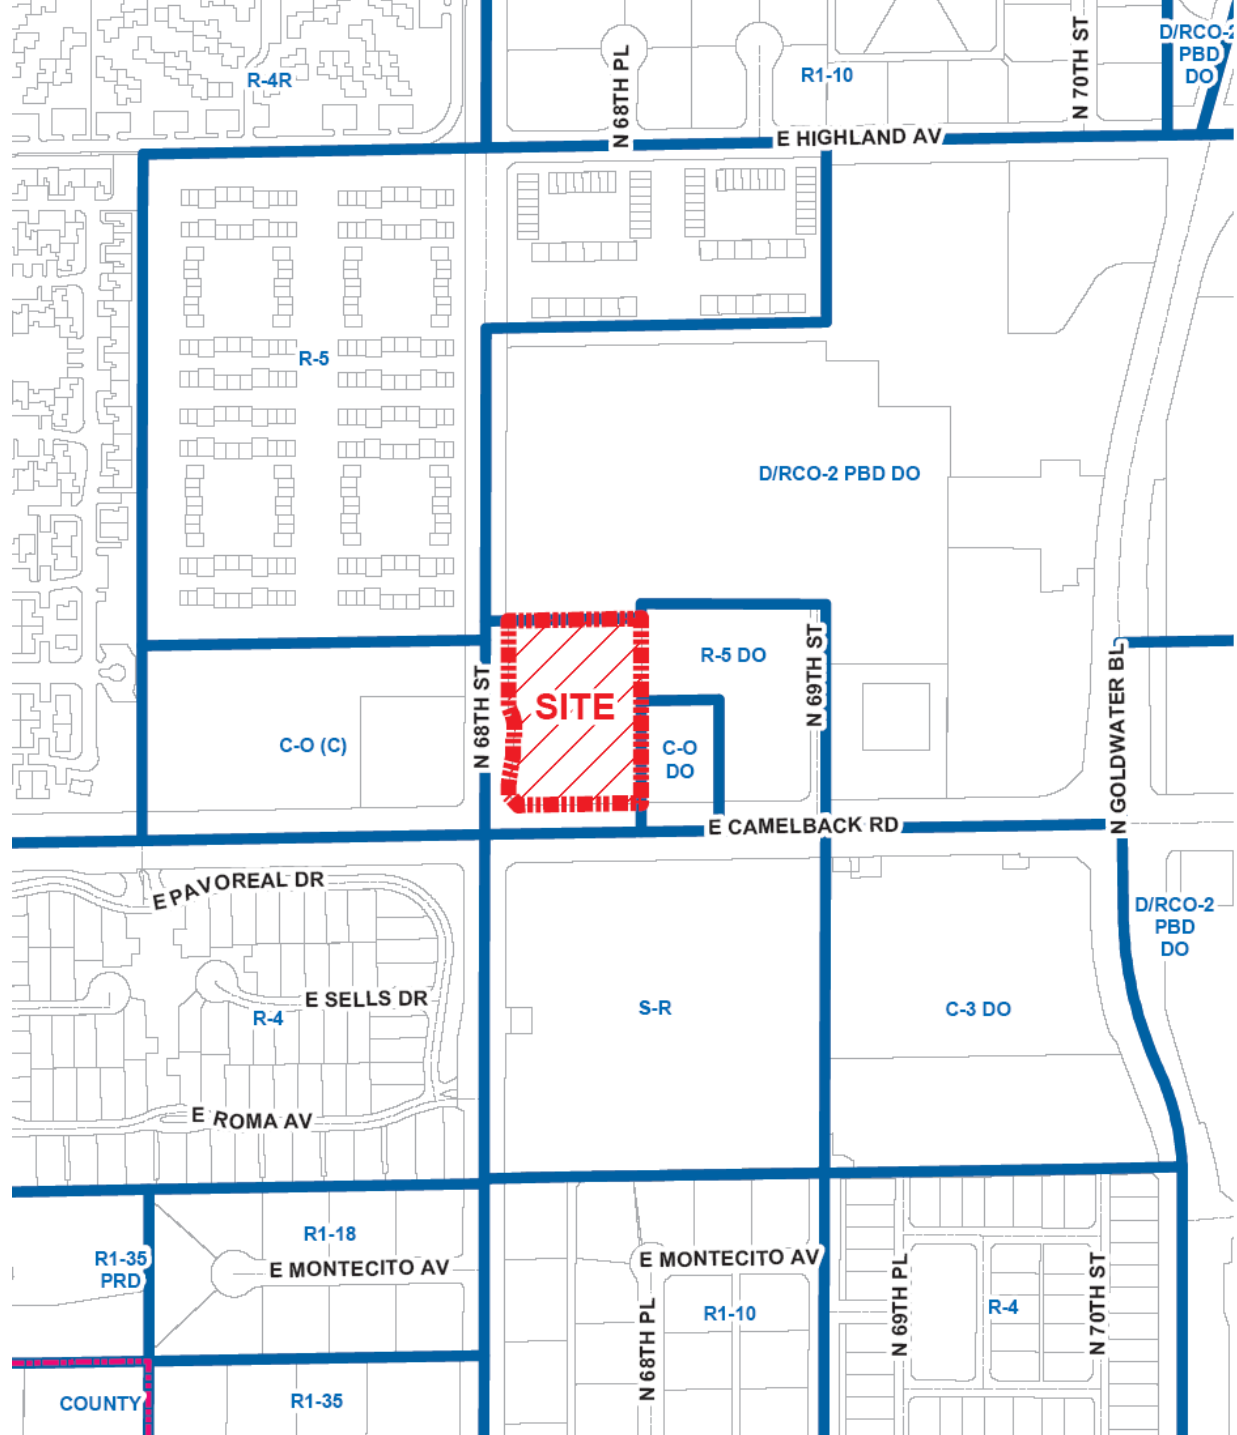 D/RCO-2
PBD
DO
N 70TH ST
N 68TH PL
R-4R
R1-10
E HIGHLAND AV
R-5
D/RCO-2 PBD DO
R-5 DO
N 69TH ST
N GOLDWATER BL
N 68TH ST
SITE
C-O (C)
C-O
DO
E CAMELBACK RD
E PAVOREAL DR
D/RCO-2
PBD
DO
E SELLS DR
R-4
S-R
C-3 DO
E ROMA AV
R1-18
R1-35
PRD
E MONTECITO AV
E MONTECITO AV
R1-10
N 68TH PL
N 69TH PL
R-4
N 70TH ST
COUNTY
R1-35